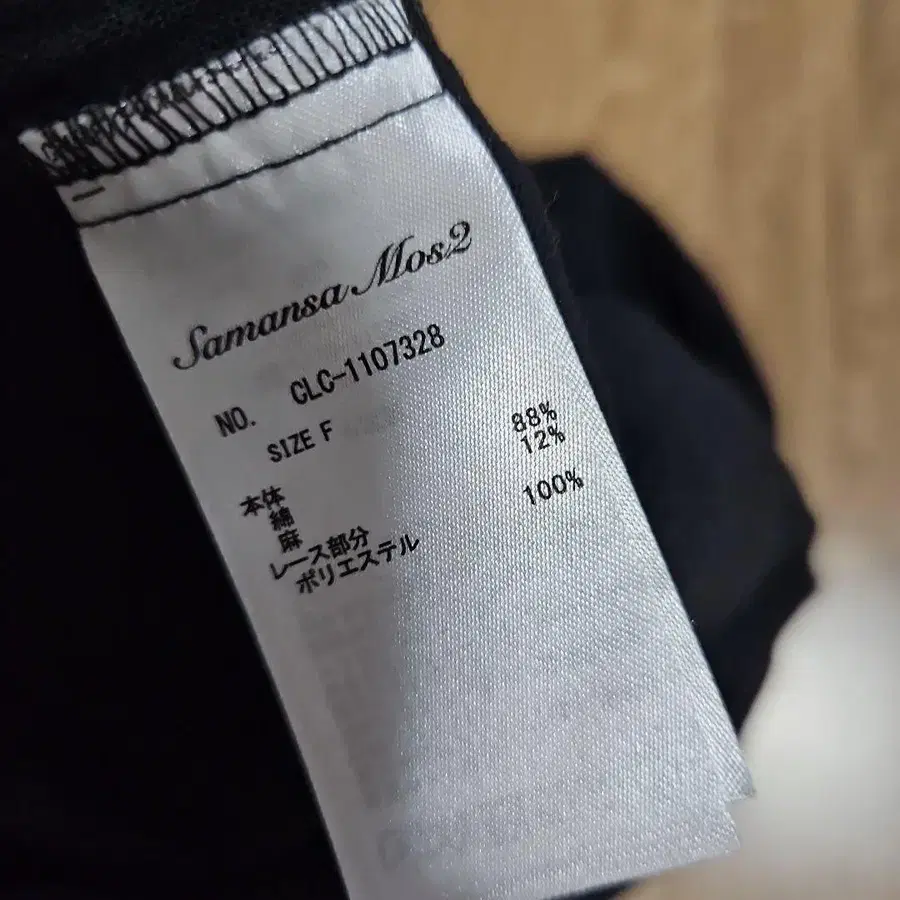 Samansa Mos2
NO. CLC-1107328
SIZE F
本体
綿 88%
麻 12%
レース部分
ポリエステル 100%